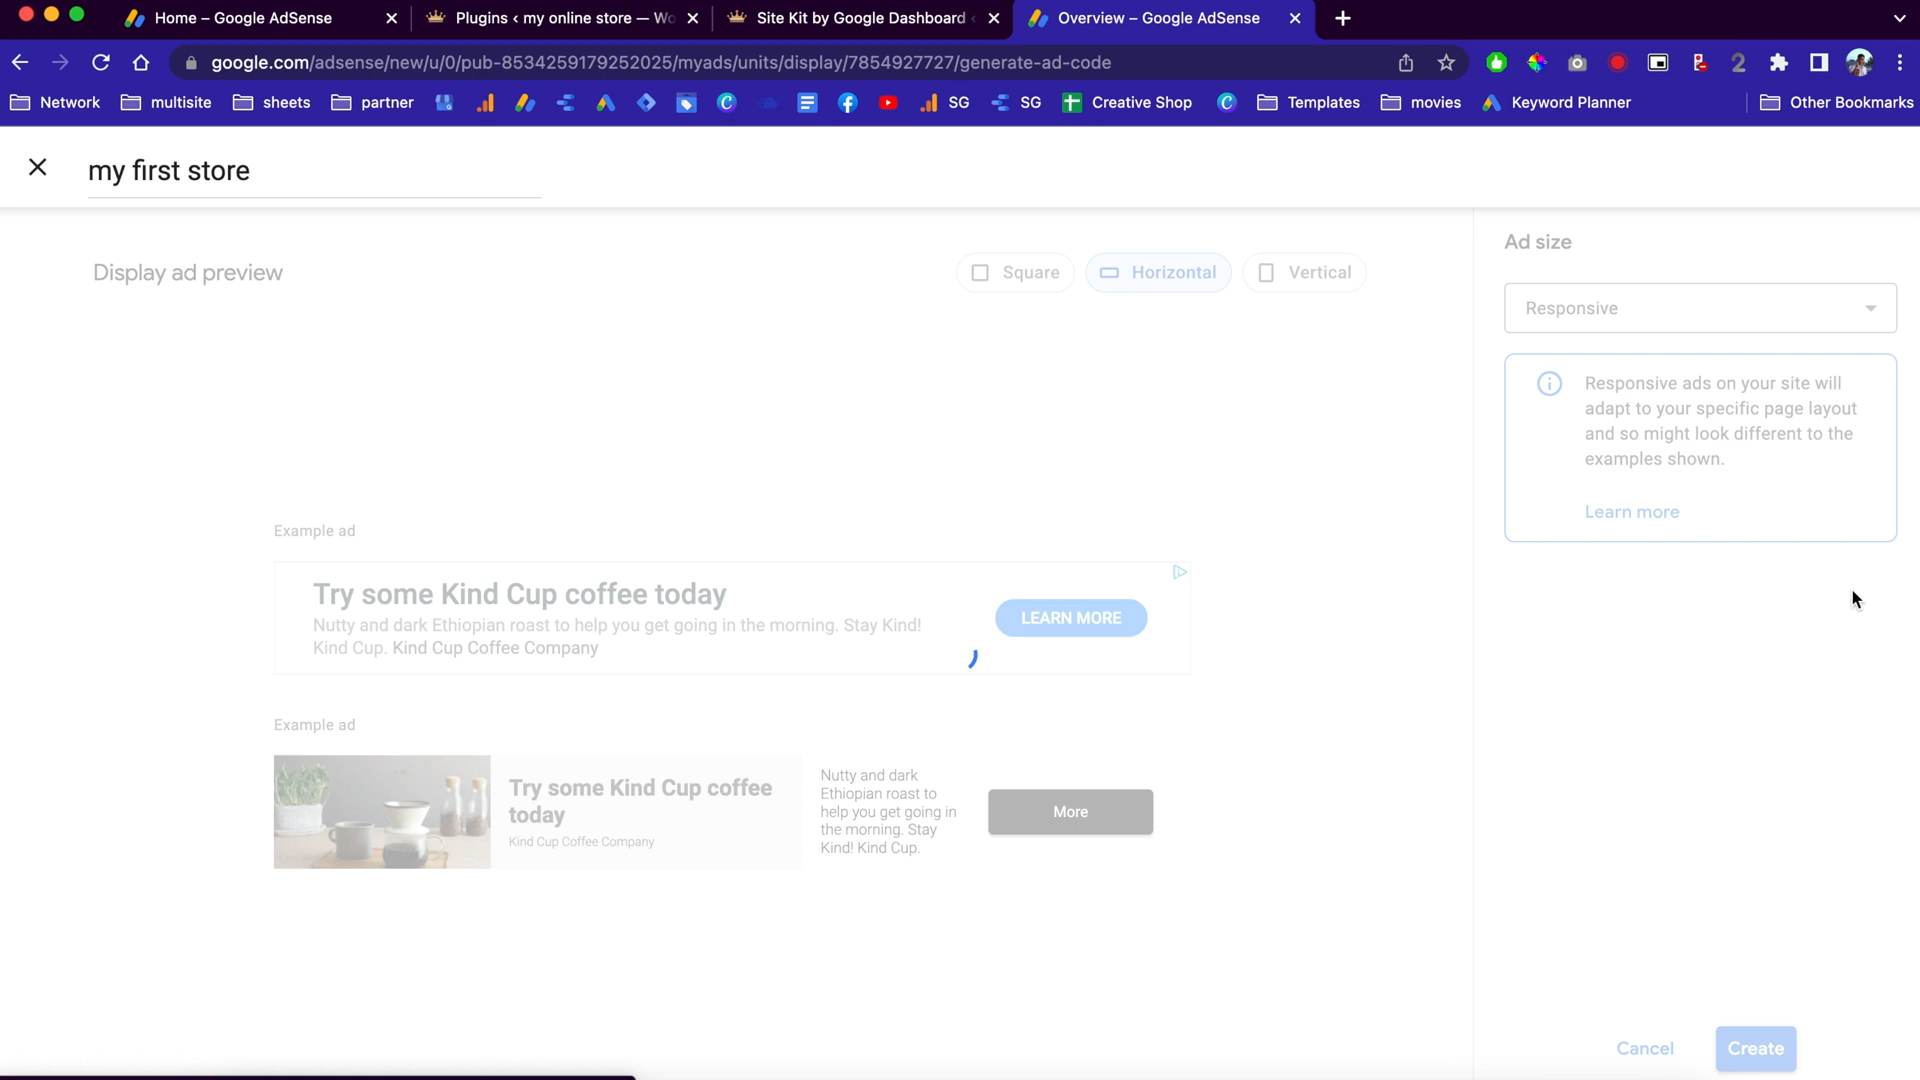 Home – Google AdSense
Plugins ‹ my online store — Wo
Site Kit by Google Dashboard ‹
Overview – Google AdSense
google.com/adsense/new/u/0/pub-8534259179252025/myads/units/display/7854927727/generate-ad-code
Network
multisite
sheets
partner
SG
SG
Creative Shop
Templates
movies
Keyword Planner
Other Bookmarks
my first store
Display ad preview
Square
Horizontal
Vertical
Ad size
Responsive
Responsive ads on your site will
adapt to your specific page layout
and so might look different to the
examples shown.
Learn more
Example ad
Try some Kind Cup coffee today
Nutty and dark Ethiopian roast to help you get going in the morning. Stay Kind!
Kind Cup. Kind Cup Coffee Company
LEARN MORE
Example ad
Try some Kind Cup coffee
today
Kind Cup Coffee Company
Nutty and dark
Ethiopian roast to
help you get going in
the morning. Stay
Kind! Kind Cup.
More
Cancel
Create